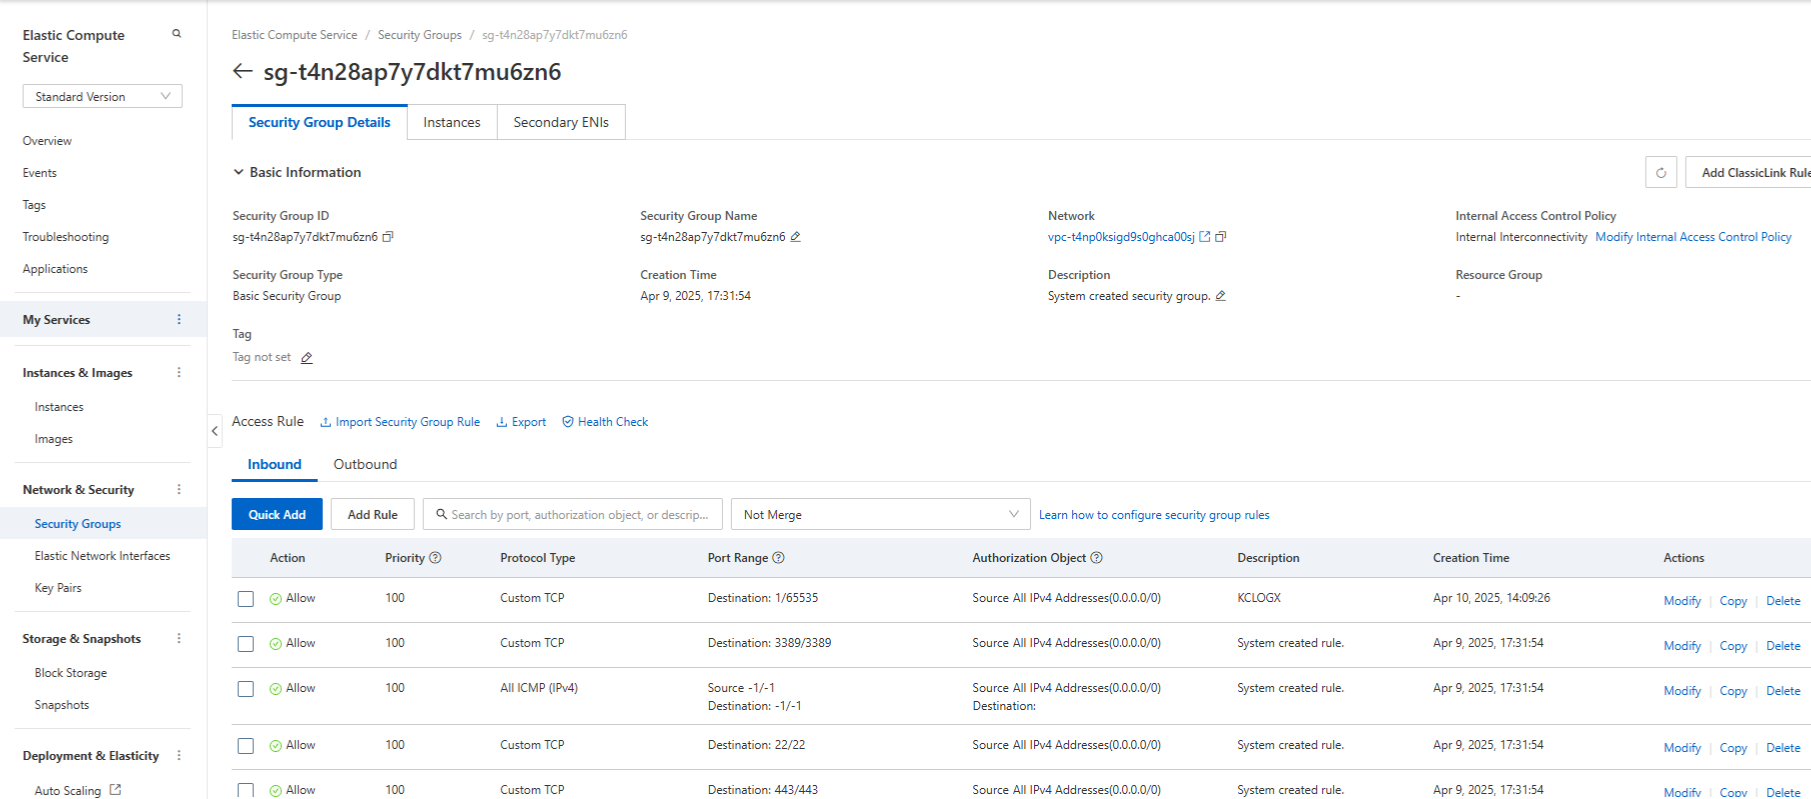 Elastic Compute Service
Standard Version
Overview
Events
Tags
Troubleshooting
Applications
My Services
Instances & Images
Instances
Images
Network & Security
Security Groups
Elastic Network Interfaces
Key Pairs
Storage & Snapshots
Block Storage
Snapshots
Deployment & Elasticity
Auto Scaling
Elastic Compute Service / Security Groups / sg-t4n28ap7y7dkt7mu6zn6
sg-t4n28ap7y7dkt7mu6zn6
Security Group Details Instances Secondary ENIs
Basic Information
Add ClassicLink Rule
Security Group ID Security Group Name Network Internal Access Control Policy
sg-t4n28ap7y7dkt7mu6zn6 sg-t4n28ap7y7dkt7mu6zn6 vpc-t4np0ksigd9s0ghca00sj Internal Interconnectivity Modify Internal Access Control Policy
Security Group Type Creation Time Description Resource Group
Basic Security Group Apr 9, 2025, 17:31:54 System created security group. -
Tag
Tag not set
Access Rule Import Security Group Rule Export Health Check
Inbound Outbound
Quick Add Add Rule Search by port, authorization object, or descrip... Not Merge Learn how to configure security group rules
Action Priority Protocol Type Port Range Authorization Object Description Creation Time Actions
Allow 100 Custom TCP Destination: 1/65535 Source All IPv4 Addresses(0.0.0.0/0) KCLOGX Apr 10, 2025, 14:09:26 Modify | Copy | Delete
Allow 100 Custom TCP Destination: 3389/3389 Source All IPv4 Addresses(0.0.0.0/0) System created rule. Apr 9, 2025, 17:31:54 Modify | Copy | Delete
Allow 100 All ICMP (IPv4) Source -1/-1 Source All IPv4 Addresses(0.0.0.0/0) System created rule. Apr 9, 2025, 17:31:54 Modify | Copy | Delete
Destination: -1/-1 Destination:
Allow 100 Custom TCP Destination: 22/22 Source All IPv4 Addresses(0.0.0.0/0) System created rule. Apr 9, 2025, 17:31:54 Modify | Copy | Delete
Allow 100 Custom TCP Destination: 443/443 Source All IPv4 Addresses(0.0.0.0/0) System created rule. Apr 9, 2025, 17:31:54 Modify | Copy | Delete